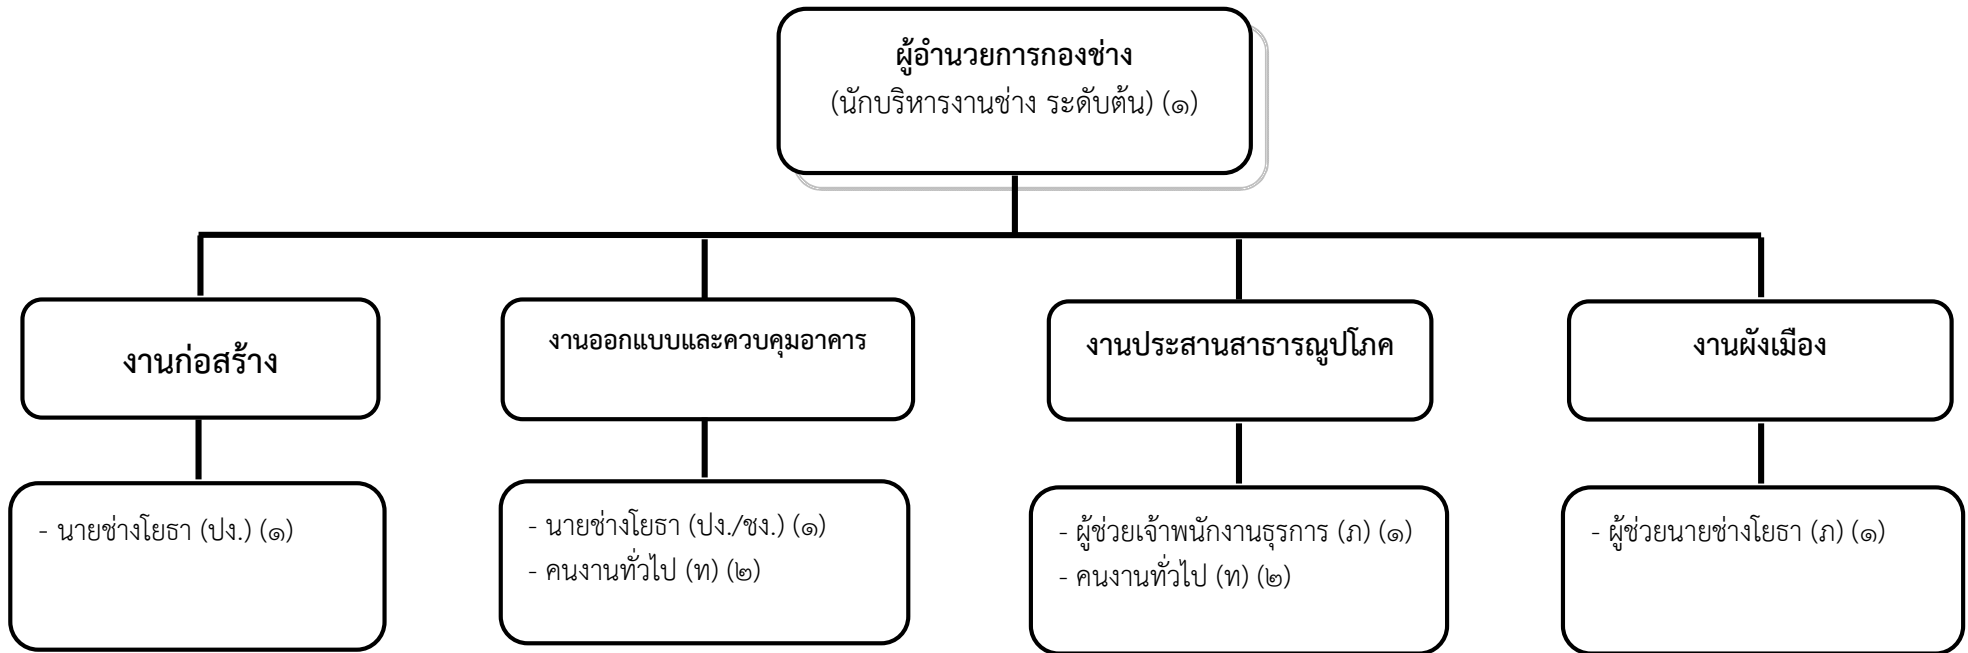 ผู้อำนวยการกองช่าง
(นักบริหารงานช่าง ระดับต้น) (๑)
งานก่อสร้าง
งานออกแบบและควบคุมอาคาร
งานประสานสาธารณูปโภค
งานผังเมือง
- นายช่างโยธา (ปง.) (๑)
- นายช่างโยธา (ปง./ชง.) (๑)
- คนงานทั่วไป (ท) (๒)
- ผู้ช่วยเจ้าพนักงานธุรการ (ภ) (๑)
- คนงานทั่วไป (ท) (๒)
- ผู้ช่วยนายช่างโยธา (ภ) (๑)